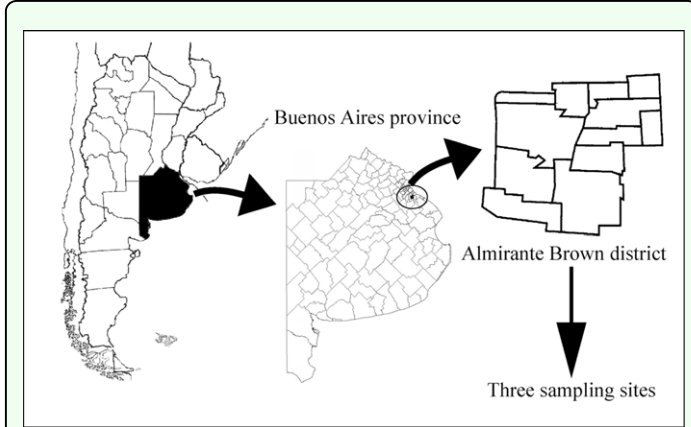 Buenos Aires province
Almirante Brown district
Three sampling sites